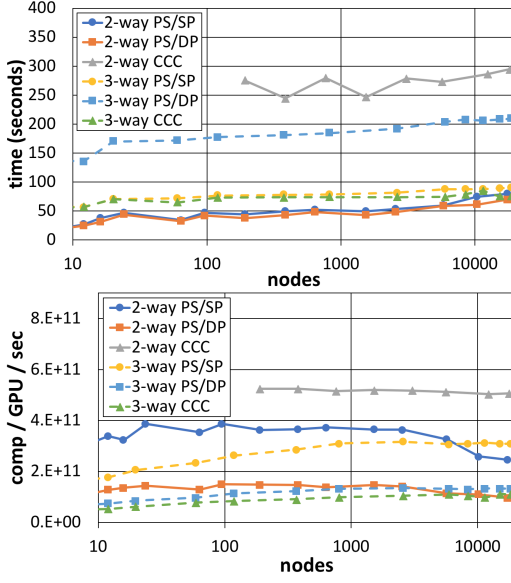 400
350
300
250
200
150
100
50
0
time (seconds)
2-way PS/SP
2-way PS/DP
2-way CCC
3-way PS/SP
3-way PS/DP
3-way CCC
10
100
1000
10000
nodes
8.E+11
6.E+11
4.E+11
2.E+11
0.E+00
comp / GPU / sec
2-way PS/SP
2-way PS/DP
2-way CCC
3-way PS/SP
3-way PS/DP
3-way CCC
10
100
1000
10000
nodes